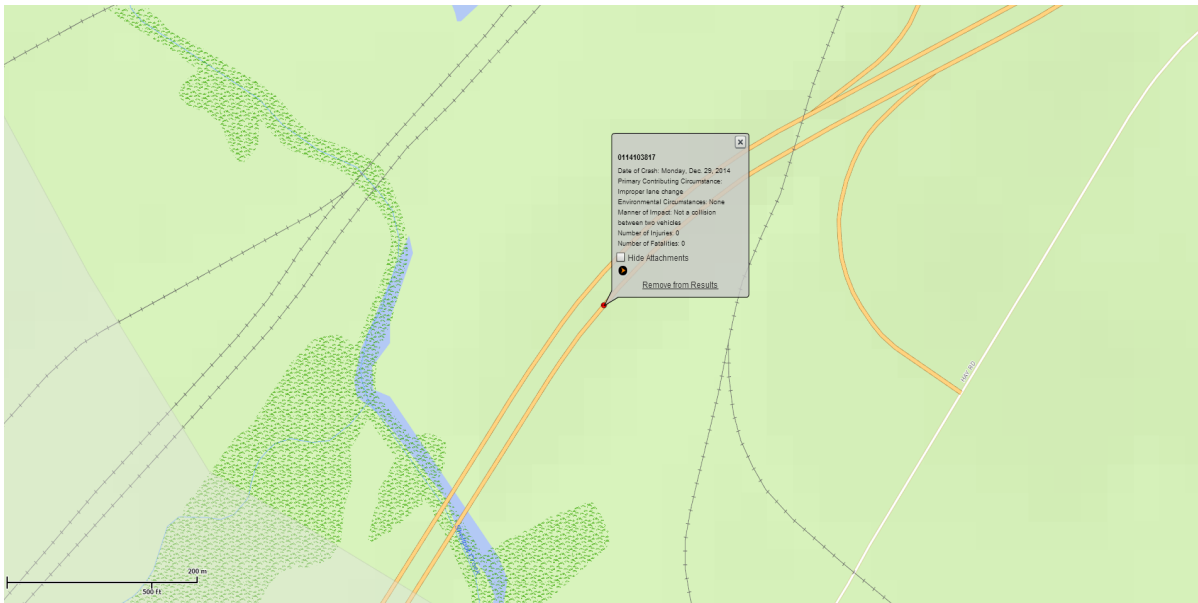 0114103817
Date of Crash: Monday, Dec. 29, 2014
Primary Contributing Circumstance:
Improper lane change
Environmental Circumstances: None
Manner of Impact: Not a collision
between two vehicles
Number of Injuries: 0
Number of Fatalities: 0
Hide Attachments
Remove from Results
HAY RD
200 m
500 ft